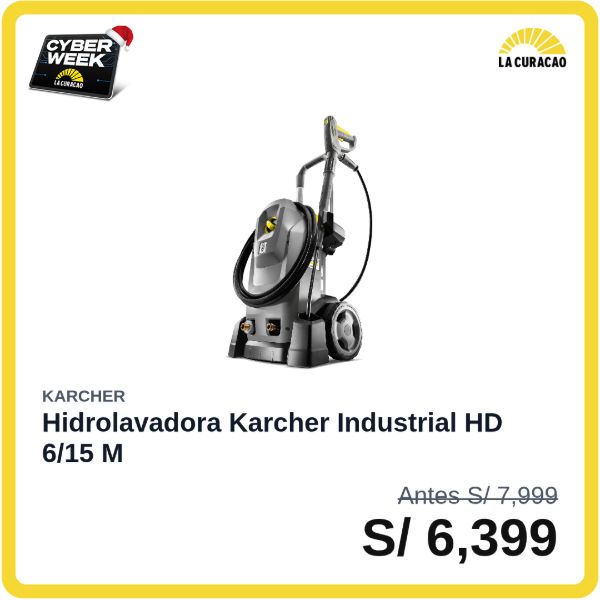 CYBER
WEEK
LA CURACAO
LA CURACAO
KARCHER
Hidrolavadora Karcher Industrial HD
6/15 M
Antes S/ 7,999
S/ 6,399